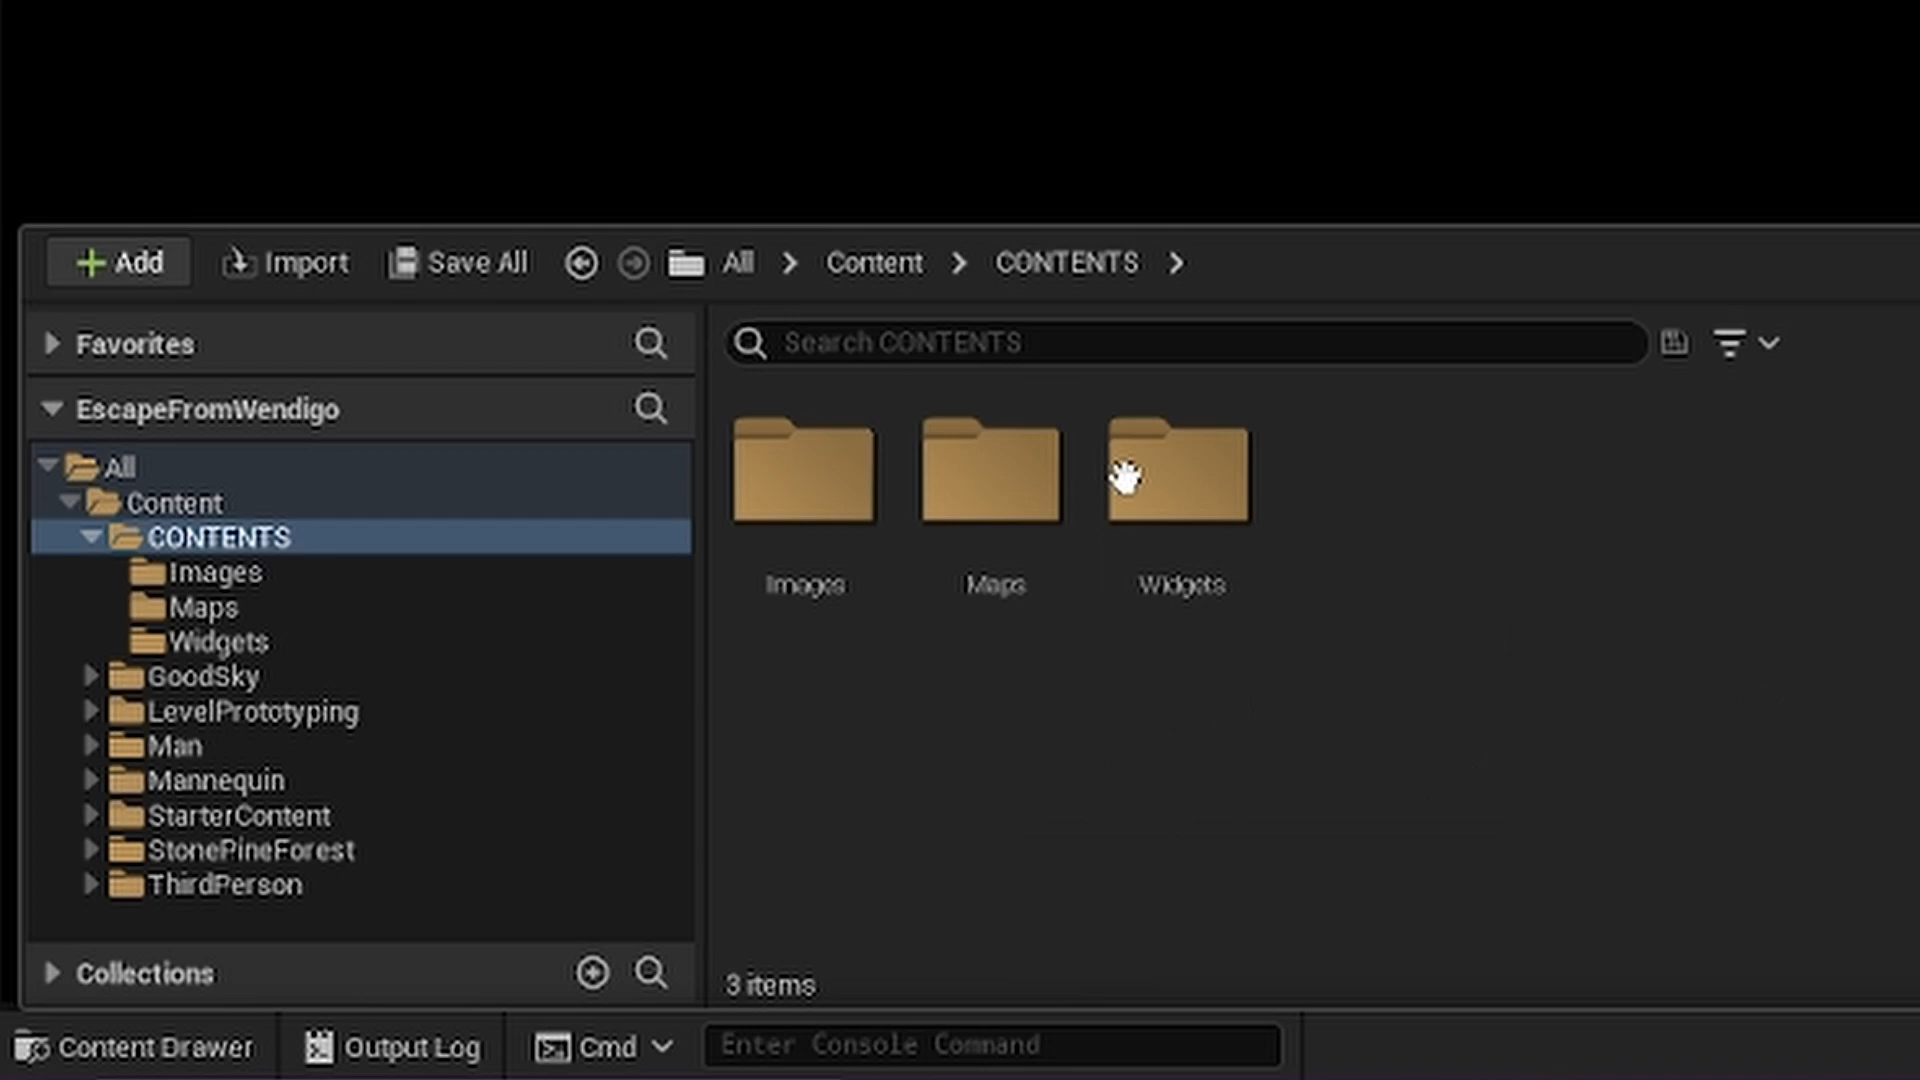 Add Import Save All All Content CONTENTS
Favorites
Search CONTENTS
EscapeFromWendigo
All
Content
CONTENTS
Images
Maps
Widgets
GoodSky
LevelPrototyping
Man
Mannequin
StarterContent
StonePineForest
ThirdPerson
Images Maps Widgets
Collections
3 items
Content Drawer Output Log Cmd Enter Console Command